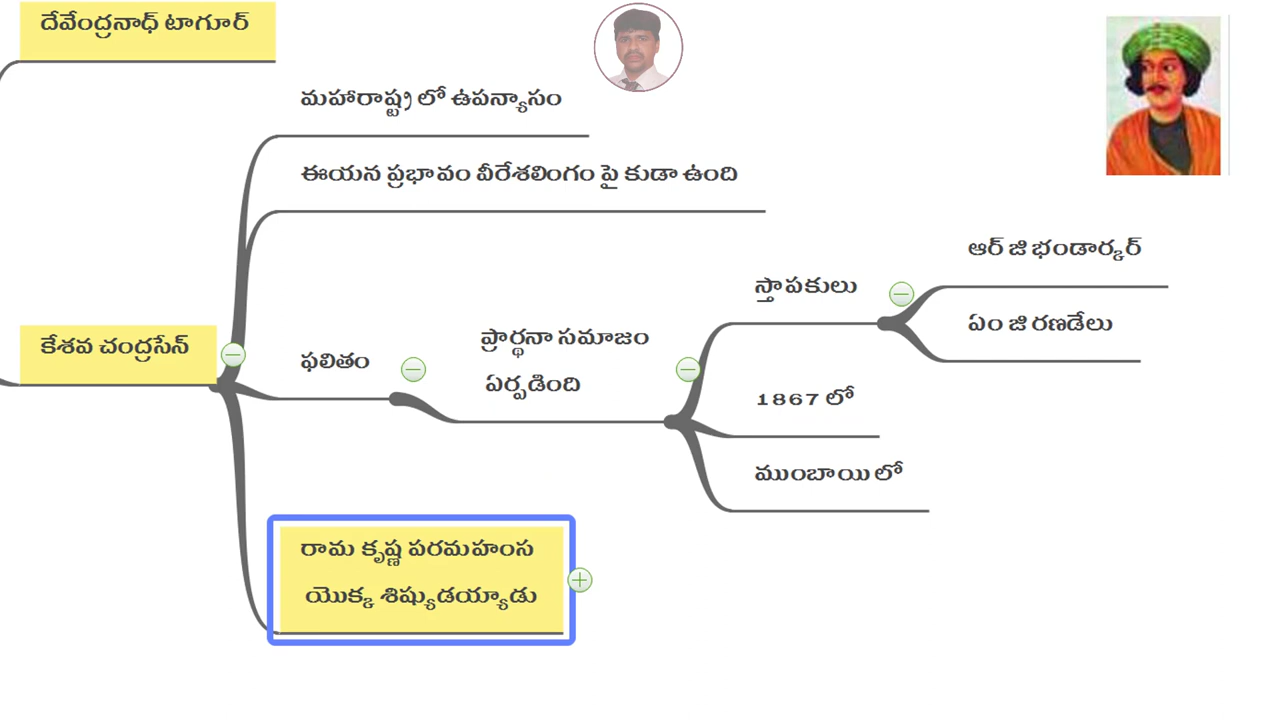 దేవేంద్రనాధ్ టాగూర్
మహారాష్ట్ర లో ఉపన్యాసం
ఈయన ప్రభావం వీరేశలింగం పై కుడా ఉంది
ఆర్ జి భండార్కర్
స్తాపకులు
ఏం జి రణడేలు
ప్రార్థనా సమాజం
ఏర్పడింది
కేశవ చంద్రసేన్
ఫలితం
1867 లో
ముంబాయి లో
రామ కృష్ణ పరమహంస
యొక్క శిష్యుడయ్యాడు